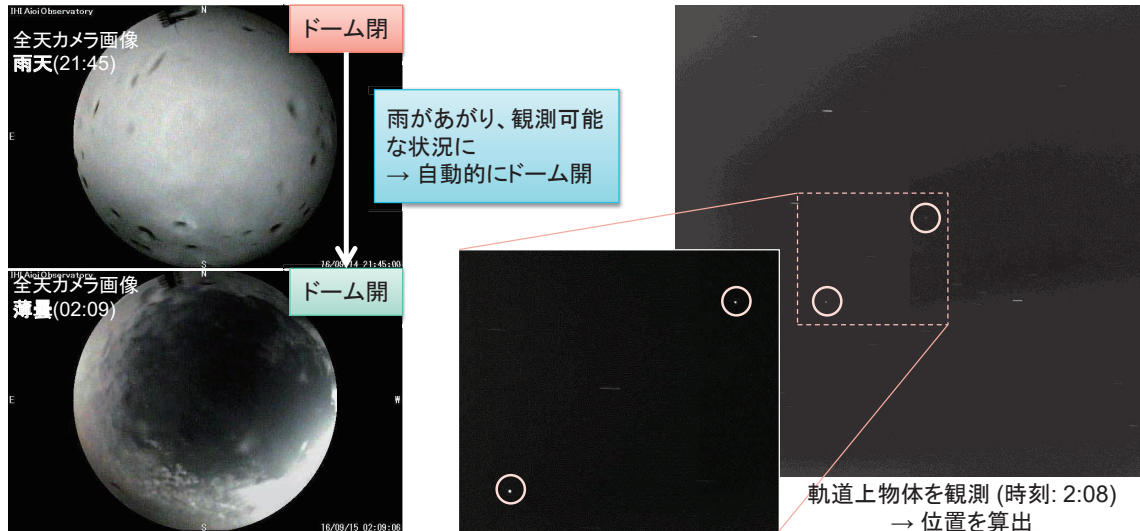 IHI Aioi Observatory
N
全天カメラ画像
雨天(21:45)
E
S
16/09/14 21:45:00
ドーム閉
雨があがり、観測可能
な状況に
→ 自動的にドーム開
IHI Aioi Observatory
N
全天カメラ画像
薄曇(02:09)
E
W
S
16/09/15 02:09:06
ドーム開
軌道上物体を観測 (時刻: 2:08)
→ 位置を算出